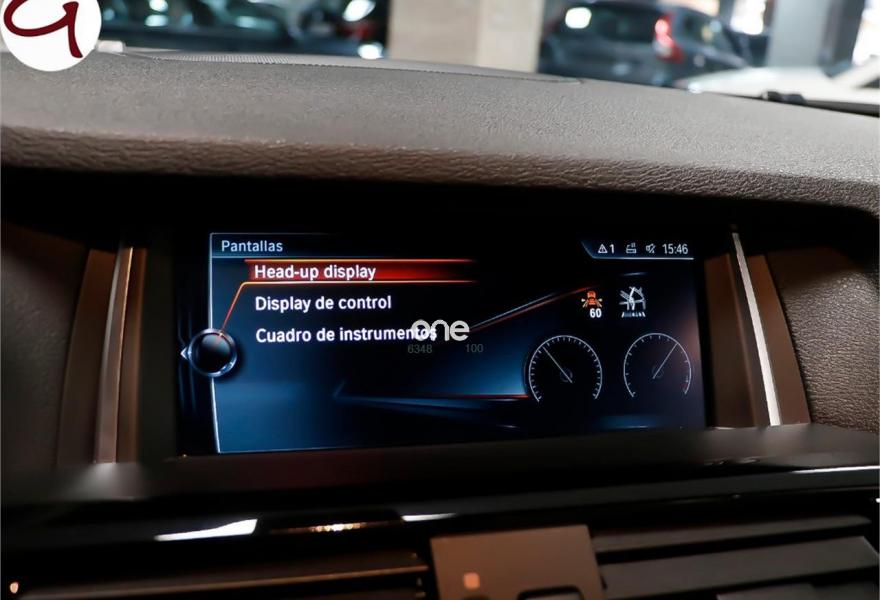 Pantallas
1 15:46
Head-up display
Display de control
60
Cuadro de instrumentos
one
6348 100